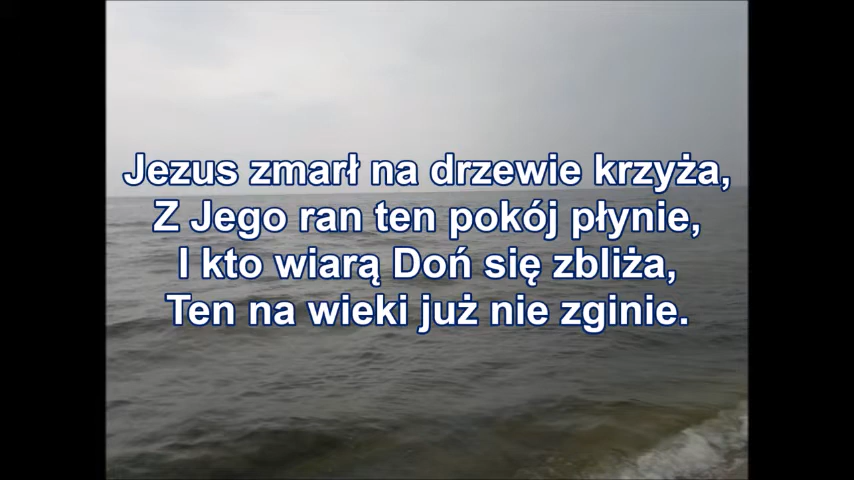 Jezus zmarł na drzewie krzyża,
Z Jego ran ten pokój płynie,
I kto wiarą Doń się zbliża,
Ten na wieki już nie zginie.